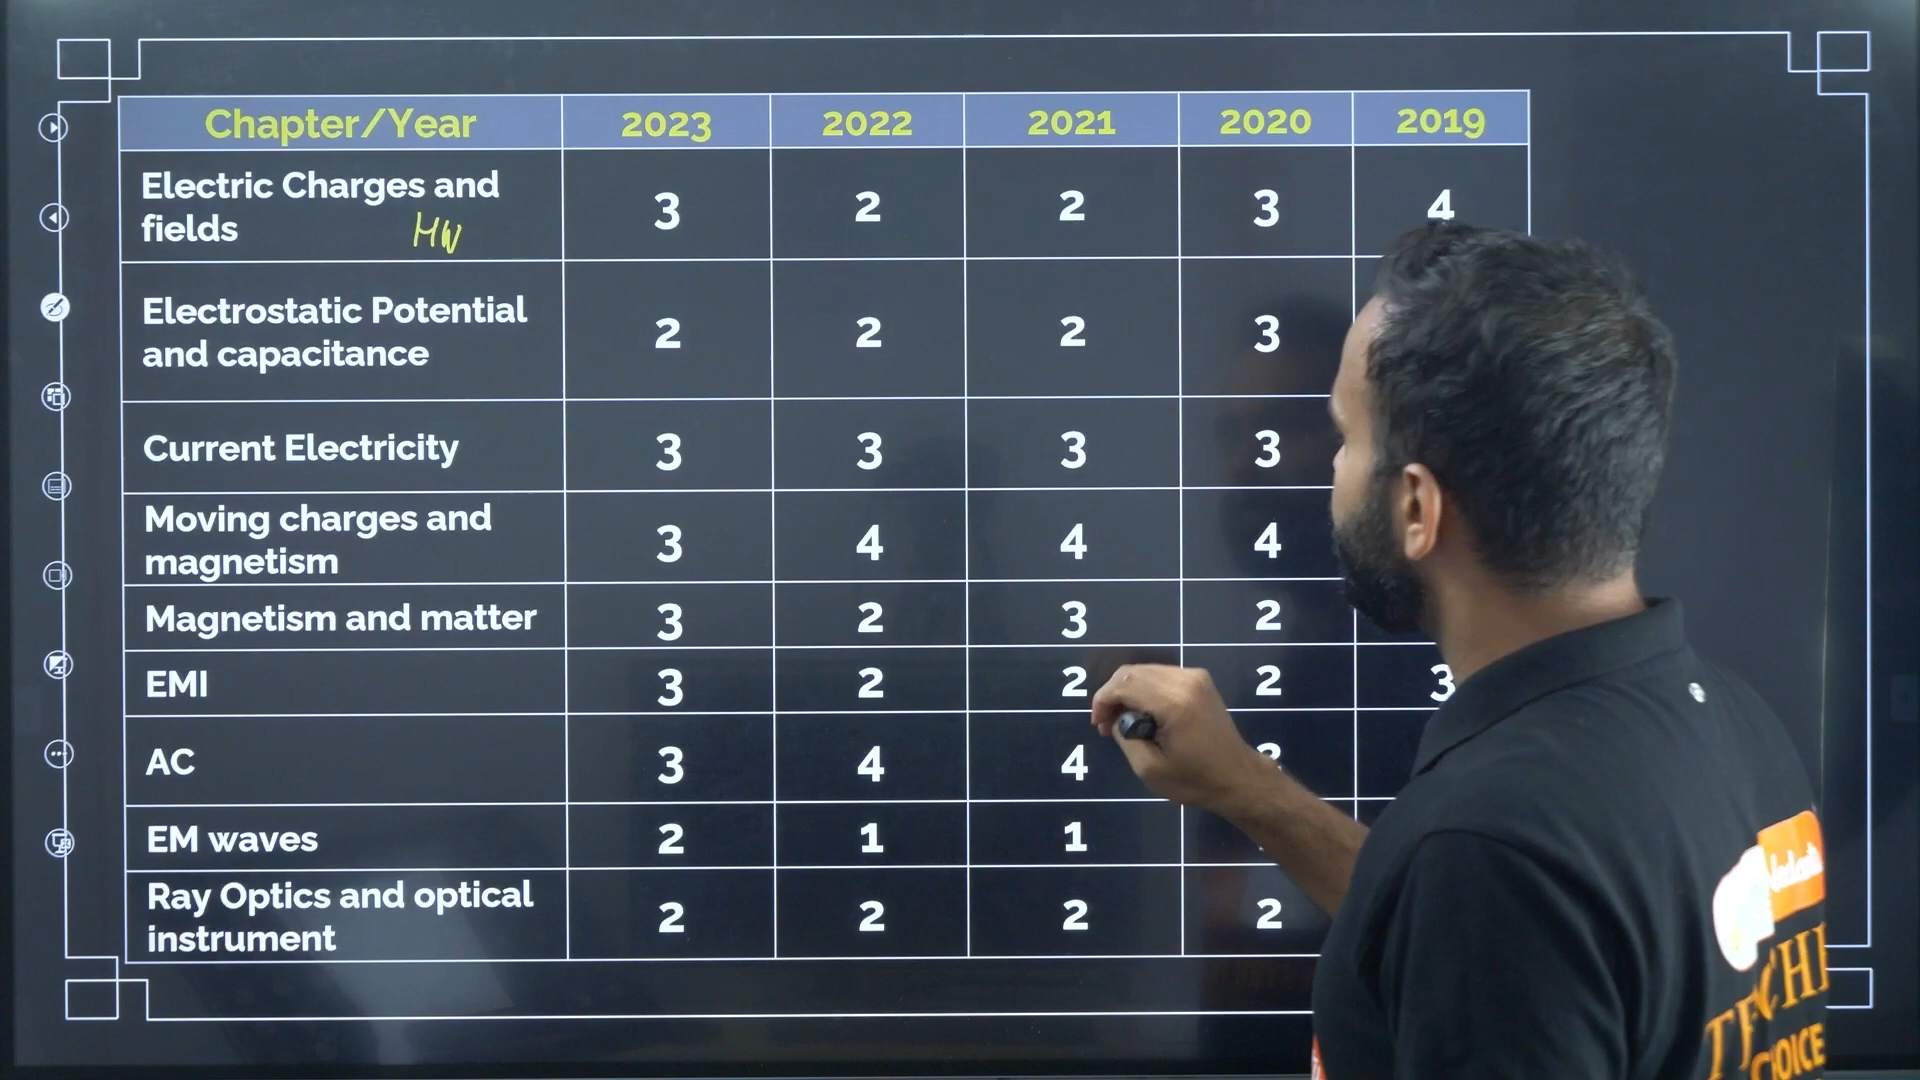 Chapter/Year 2023 2022 2021 2020 2019
Electric Charges and
fields
HW
3 2 2 3 4
Electrostatic Potential
and capacitance
2 2 2 3
Current Electricity 3 3 3 3
Moving charges and
magnetism
3 4 4 4
Magnetism and matter 3 2 3 2
EMI 3 2 2 2 3
AC 3 4 4
EM waves 2 1 1
Ray Optics and optical
instrument
2 2 2 2